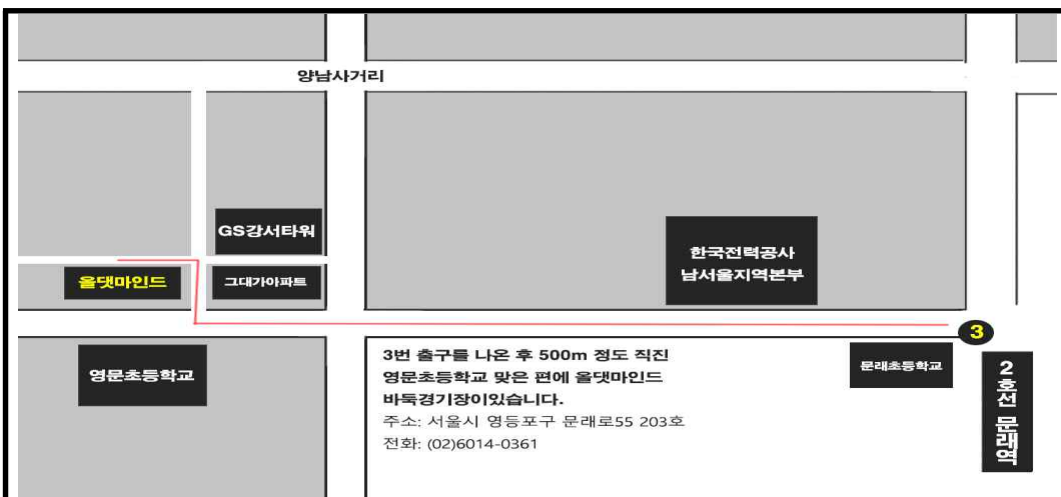 양남사거리
GS강서타워
한국전력공사
남서울지역본부
올댓마인드
그대가아파트
3
영문초등학교
3번 출구를 나온 후 500m 정도 직진
영문초등학교 맞은 편에 올댓마인드
바둑경기장이있습니다.
주소: 서울시 영등포구 문래로55 203호
전화: (02)6014-0361
문래초등학교
2호선 문래역